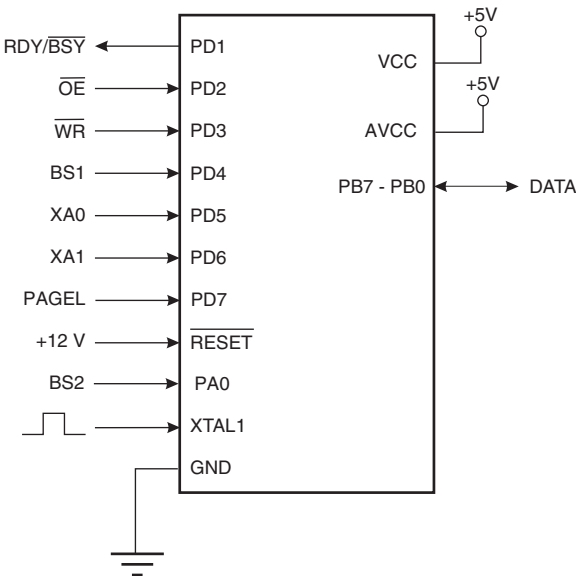 +5V
RDY/BSY PD1
VCC
OE PD2
+5V
WR PD3 AVCC
BS1 PD4 PB7 - PB0 DATA
XA0 PD5
XA1 PD6
PAGEL PD7
+12 V RESET
BS2 PA0
XTAL1
GND